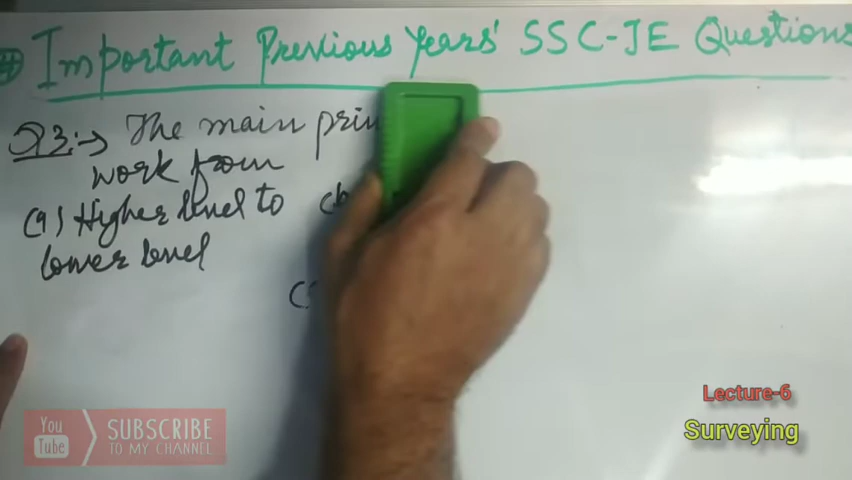 # Important Previous Years' SSC-JE Questions
Q3:→ The main prin
work from
(a) Higher level to (b
lower level
(c
Lecture-6
Surveying
You
Tube
SUBSCRIBE
TO MY CHANNEL